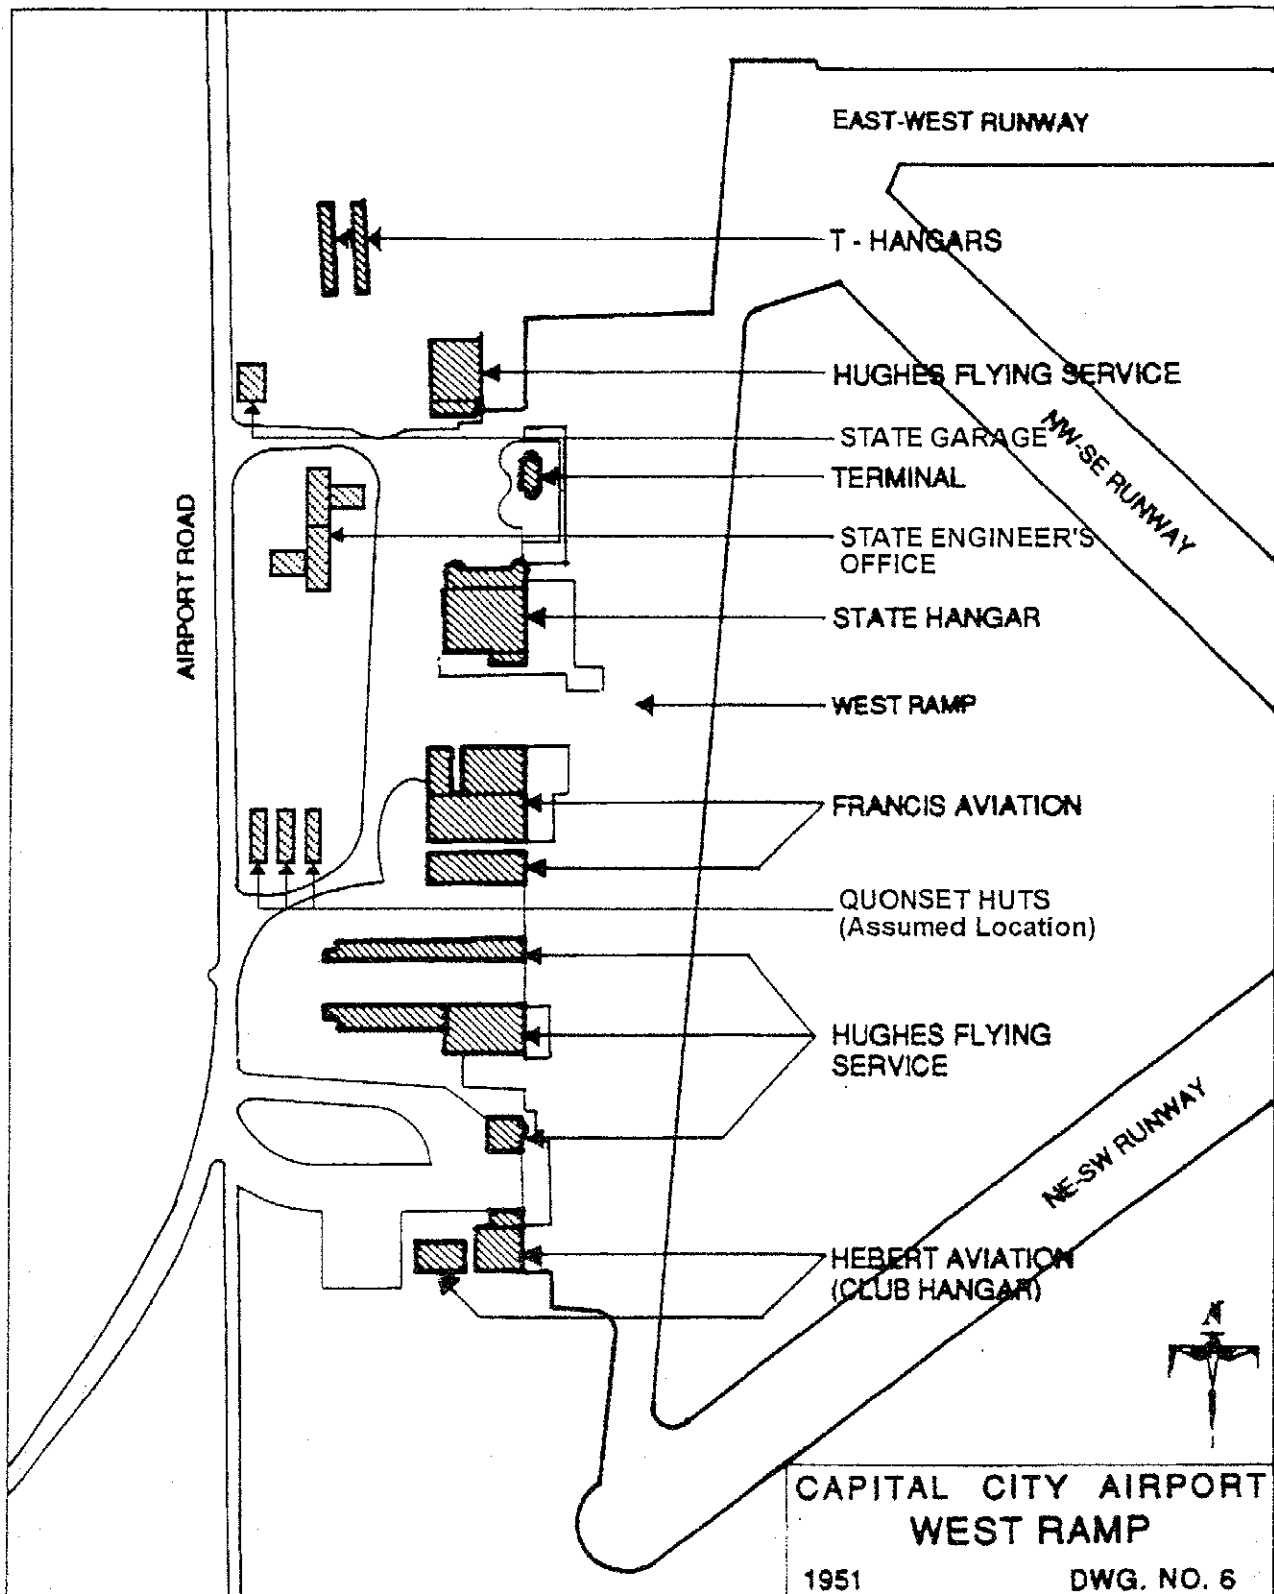 EAST-WEST RUNWAY
T - HANGARS
HUGHES FLYING SERVICE
STATE GARAGE
NW-SE RUNWAY
TERMINAL
STATE ENGINEER'S
OFFICE
AIRPORT ROAD
STATE HANGAR
WEST RAMP
FRANCIS AVIATION
QUONSET HUTS
(Assumed Location)
HUGHES FLYING
SERVICE
NE-SW RUNWAY
HEBERT AVIATION
(CLUB HANGAR)
N
CAPITAL CITY AIRPORT
WEST RAMP
1951 DWG. NO. 6